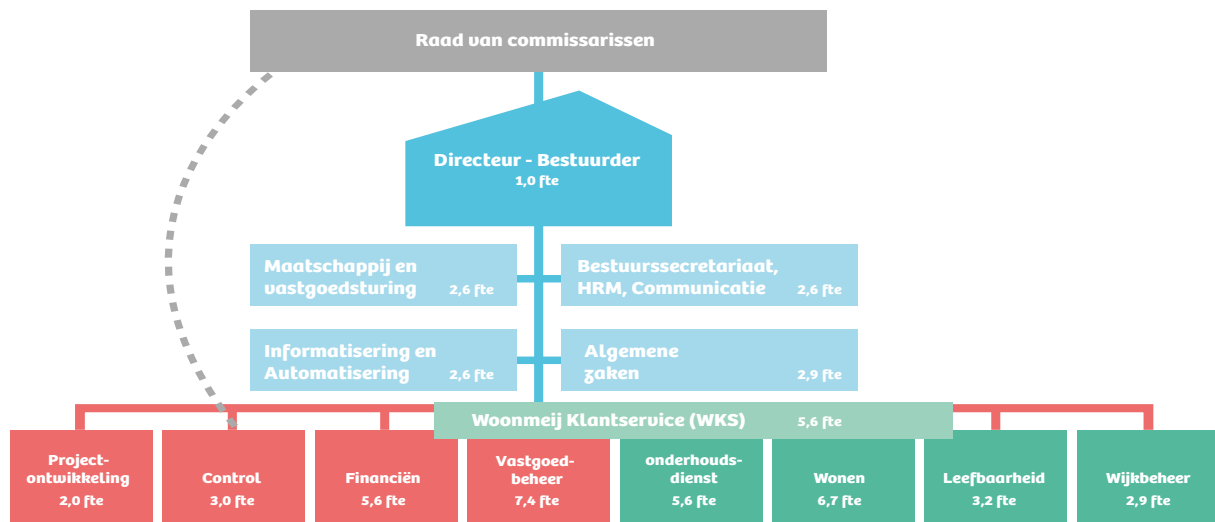 Raad van commissarissen
Directeur - Bestuurder
1,0 fte
Maatschappij en
vastgoedsturing 2,6 fte
Bestuurssecretariaat,
HRM, Communicatie 2,6 fte
Informatisering en
Automatisering 2,6 fte
Algemene
zaken 2,9 fte
Woonmeij Klantservice (WKS) 5,6 fte
Project-
ontwikkeling
2,0 fte
Control
3,0 fte
Financiën
5,6 fte
Vastgoed-
beheer
7,4 fte
onderhouds-
dienst
5,6 fte
Wonen
6,7 fte
Leefbaarheid
3,2 fte
Wijkbeheer
2,9 fte